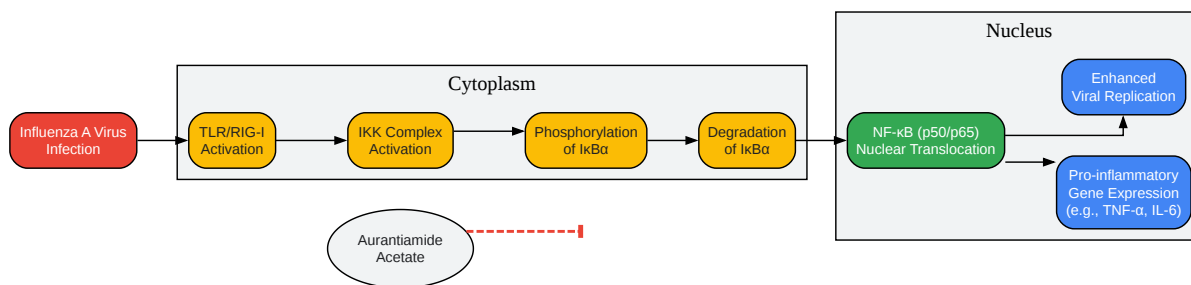 Nucleus
Cytoplasm
Influenza A Virus
Infection
TLR/RIG-I
Activation
IKK Complex
Activation
Phosphorylation
of IκBα
Degradation
of IκBα
NF-κB (p50/p65)
Nuclear Translocation
Enhanced
Viral Replication
Pro-inflammatory
Gene Expression
(e.g., TNF-α, IL-6)
Aurantiamide
Acetate